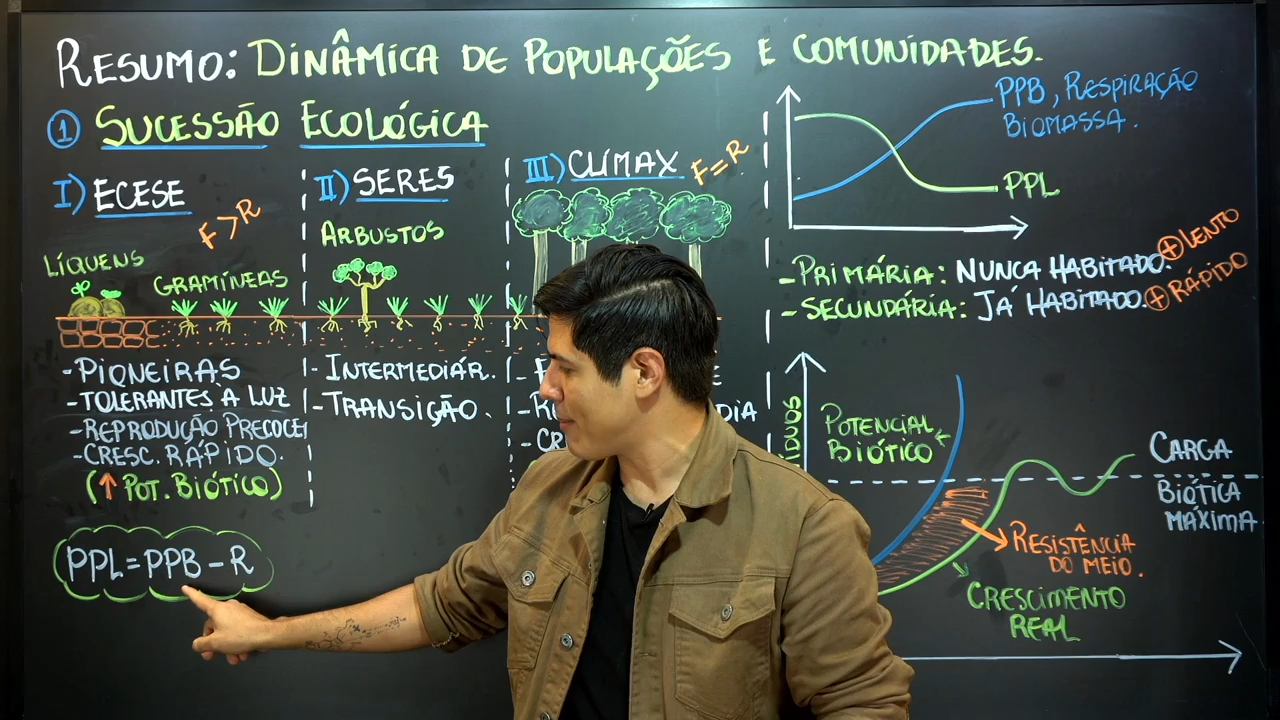 RESUMO: DINÂMICA DE POPULAÇÕES E COMUNIDADES.
① SUCESSÃO ECOLÓGICA
I) ECESE
F > R
LÍQUENS
GRAMÍNEAS
- PIONEIRAS
- TOLERANTES À LUZ
- REPRODUÇÃO PRECOCE
- CRESC. RÁPIDO.
(↑ POT. BIÓTICO)
PPL = PPB - R
II) SERES
ARBUSTOS
- INTERMEDIÁR.
- TRANSIÇÃO.
III) CLÍMAX
F = R
PPB, RESPIRAÇÃO
BIOMASSA.
PPL
- PRIMÁRIA: NUNCA HABITADO. ⊕ LENTO
- SECUNDÁRIA: JÁ HABITADO. ⊕ RÁPIDO
POTENCIAL
BIÓTICO
CARGA
BIÓTICA
MÁXIMA
RESISTÊNCIA
DO MEIO.
CRESCIMENTO
REAL